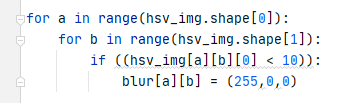 for a in range(hsv_img.shape[0]):
    for b in range(hsv_img.shape[1]):
        if ((hsv_img[a][b][0] < 10)):
            blur[a][b] = (255,0,0)